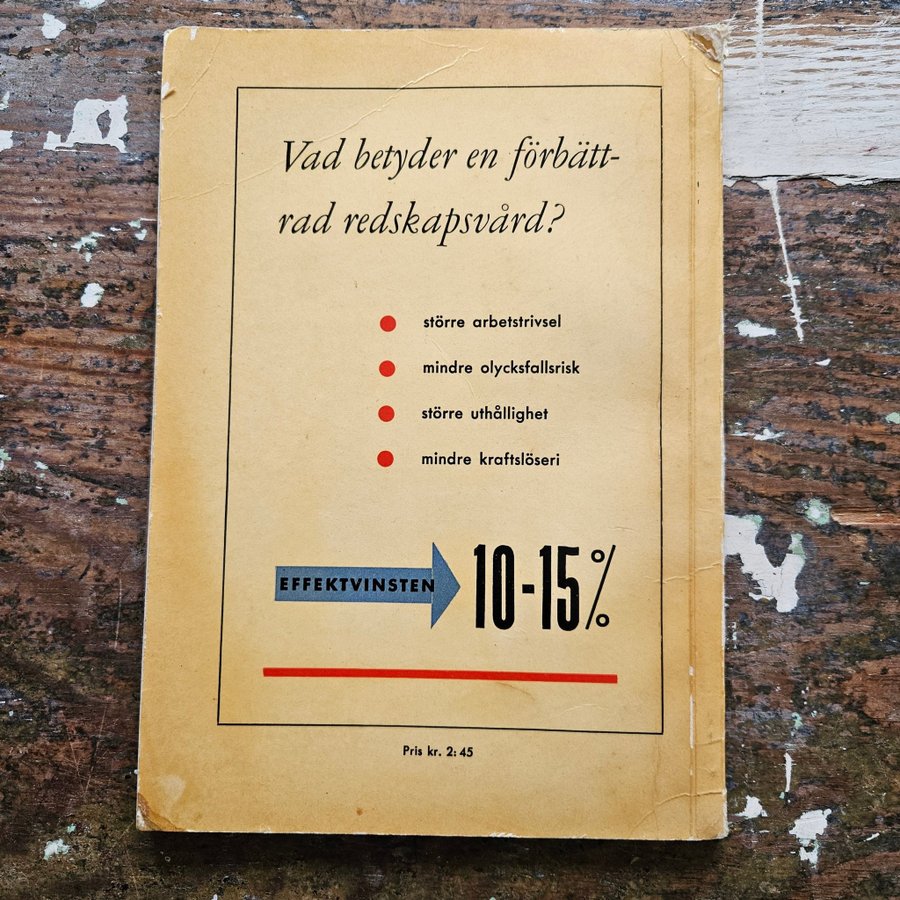 Vad betyder en förbätt-
rad redskapsvård?
större arbetstrivsel
mindre olycksfallsrisk
större uthållighet
mindre kraftslöseri
EFFEKTVINSTEN 10-15%
Pris kr. 2:45